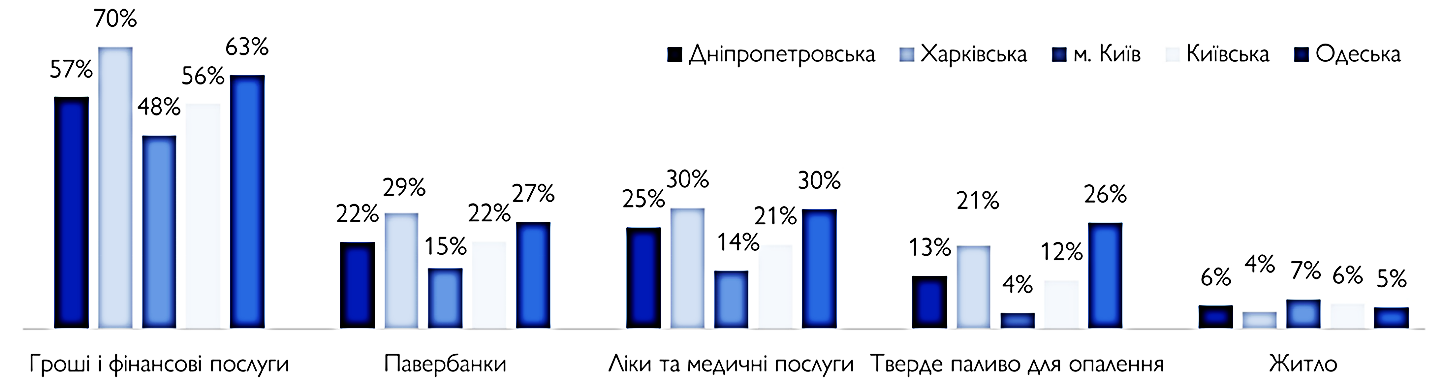 70%
57%
48%
56%
63%
Дніпропетровська
Харківська
м. Київ
Київська
Одеська
22%
29%
15%
22%
27%
25%
30%
14%
21%
30%
13%
21%
4%
12%
26%
6%
4%
7%
6%
5%
Гроші і фінансові послуги
Павербанки
Ліки та медичні послуги
Тверде паливо для опалення
Житло